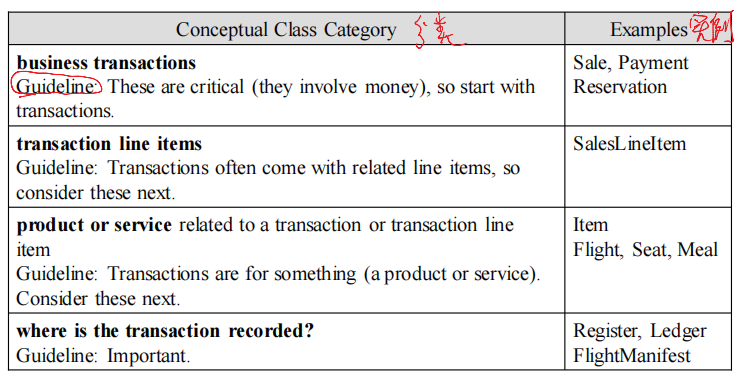 Conceptual Class Category 分类
Examples 实例
business transactions
Guideline: These are critical (they involve money), so start with
transactions.
Sale, Payment
Reservation
transaction line items
Guideline: Transactions often come with related line items, so
consider these next.
SalesLineItem
product or service related to a transaction or transaction line
item
Guideline: Transactions are for something (a product or service).
Consider these next.
Item
Flight, Seat, Meal
where is the transaction recorded?
Guideline: Important.
Register, Ledger
FlightManifest